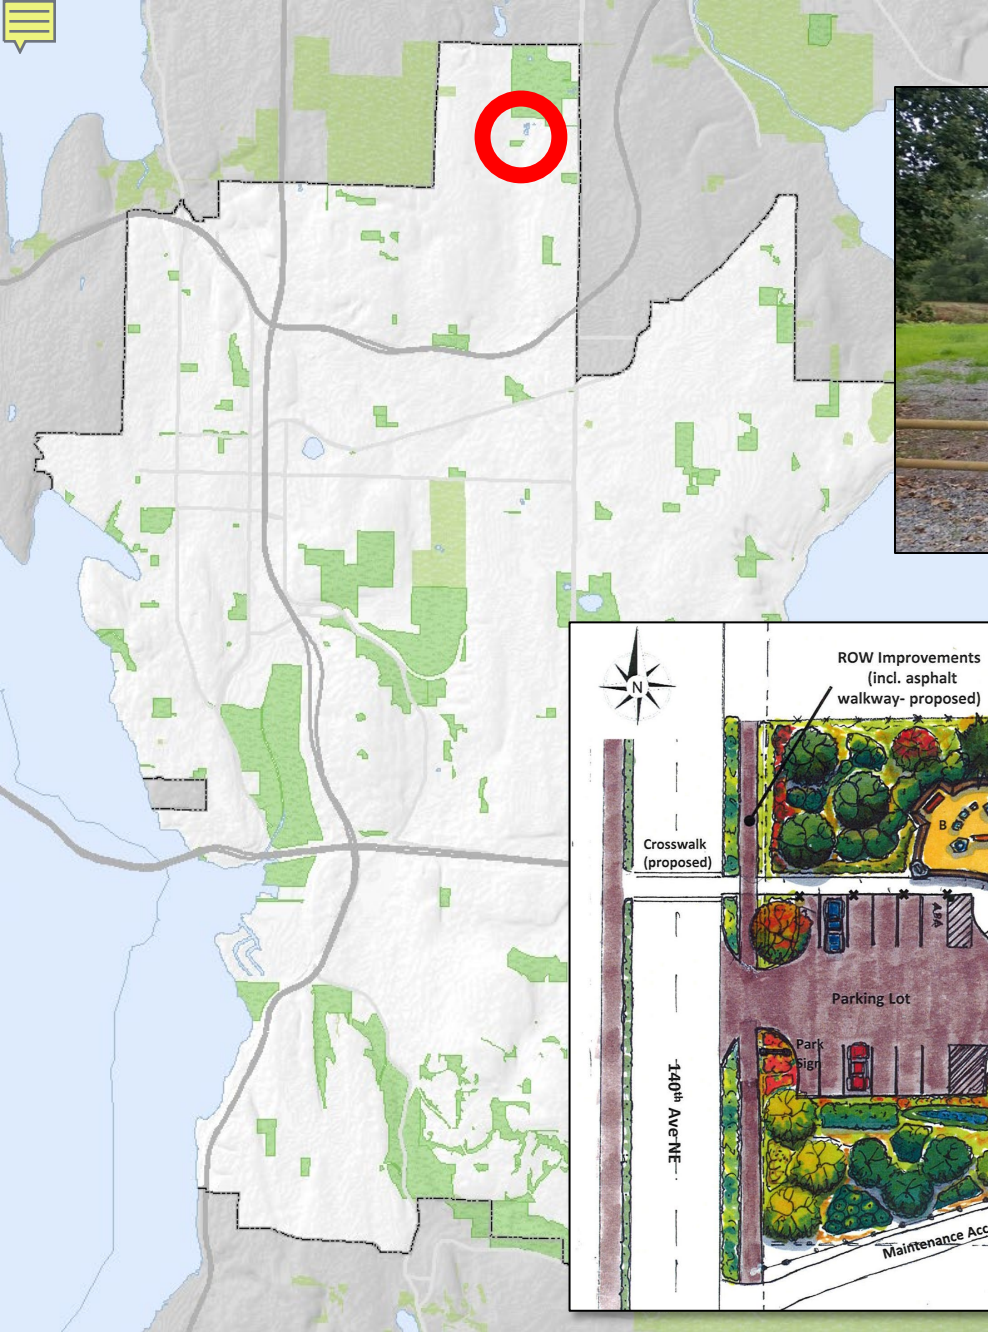 N
ROW Improvements
(incl. asphalt
walkway- proposed)
B
Crosswalk
(proposed)
ADA
Parking Lot
Park
Sign
140th Ave NE
Maintenance Acc